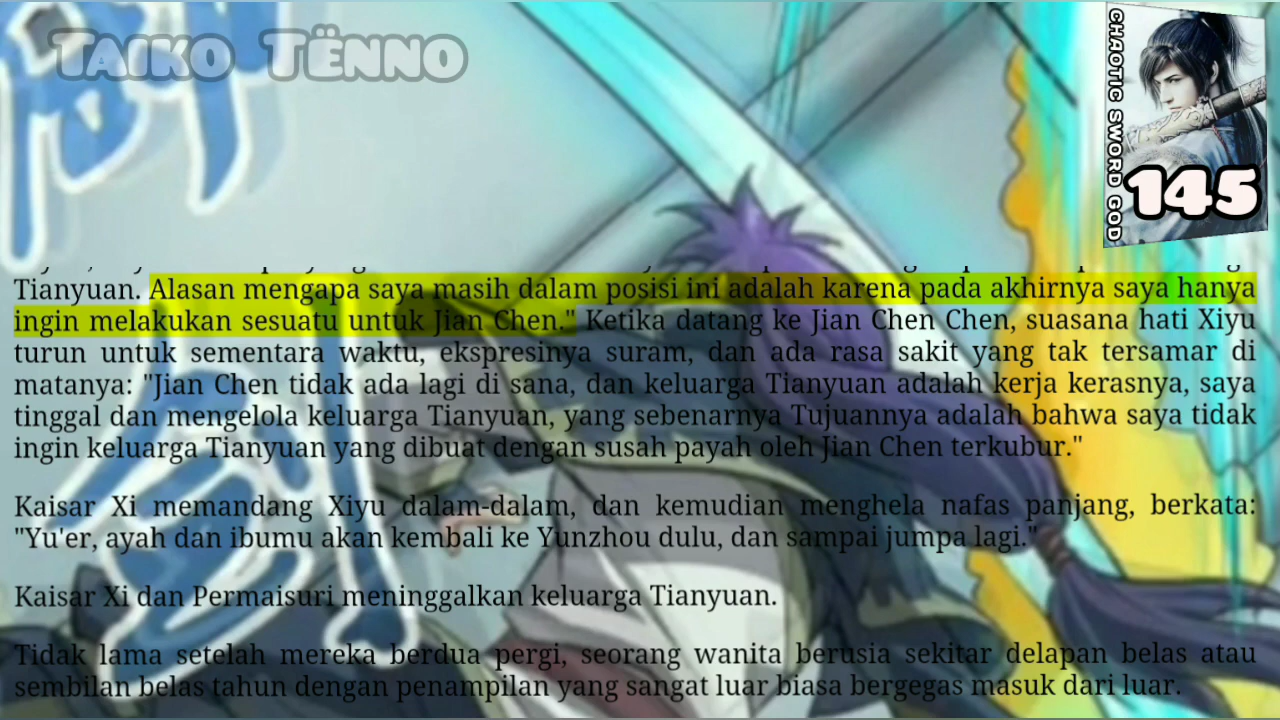 Taiko Tënno
CHAOTIC SWORD GOD
145
Tianyuan. Alasan mengapa saya masih dalam posisi ini adalah karena pada akhirnya saya hanya
ingin melakukan sesuatu untuk Jian Chen." Ketika datang ke Jian Chen Chen, suasana hati Xiyu
turun untuk sementara waktu, ekspresinya suram, dan ada rasa sakit yang tak tersamar di
matanya: "Jian Chen tidak ada lagi di sana, dan keluarga Tianyuan adalah kerja kerasnya, saya
tinggal dan mengelola keluarga Tianyuan, yang sebenarnya Tujuannya adalah bahwa saya tidak
ingin keluarga Tianyuan yang dibuat dengan susah payah oleh Jian Chen terkubur."
Kaisar Xi memandang Xiyu dalam-dalam, dan kemudian menghela nafas panjang, berkata:
"Yu'er, ayah dan ibumu akan kembali ke Yunzhou dulu, dan sampai jumpa lagi."
Kaisar Xi dan Permaisuri meninggalkan keluarga Tianyuan.
Tidak lama setelah mereka berdua pergi, seorang wanita berusia sekitar delapan belas atau
sembilan belas tahun dengan penampilan yang sangat luar biasa bergegas masuk dari luar.